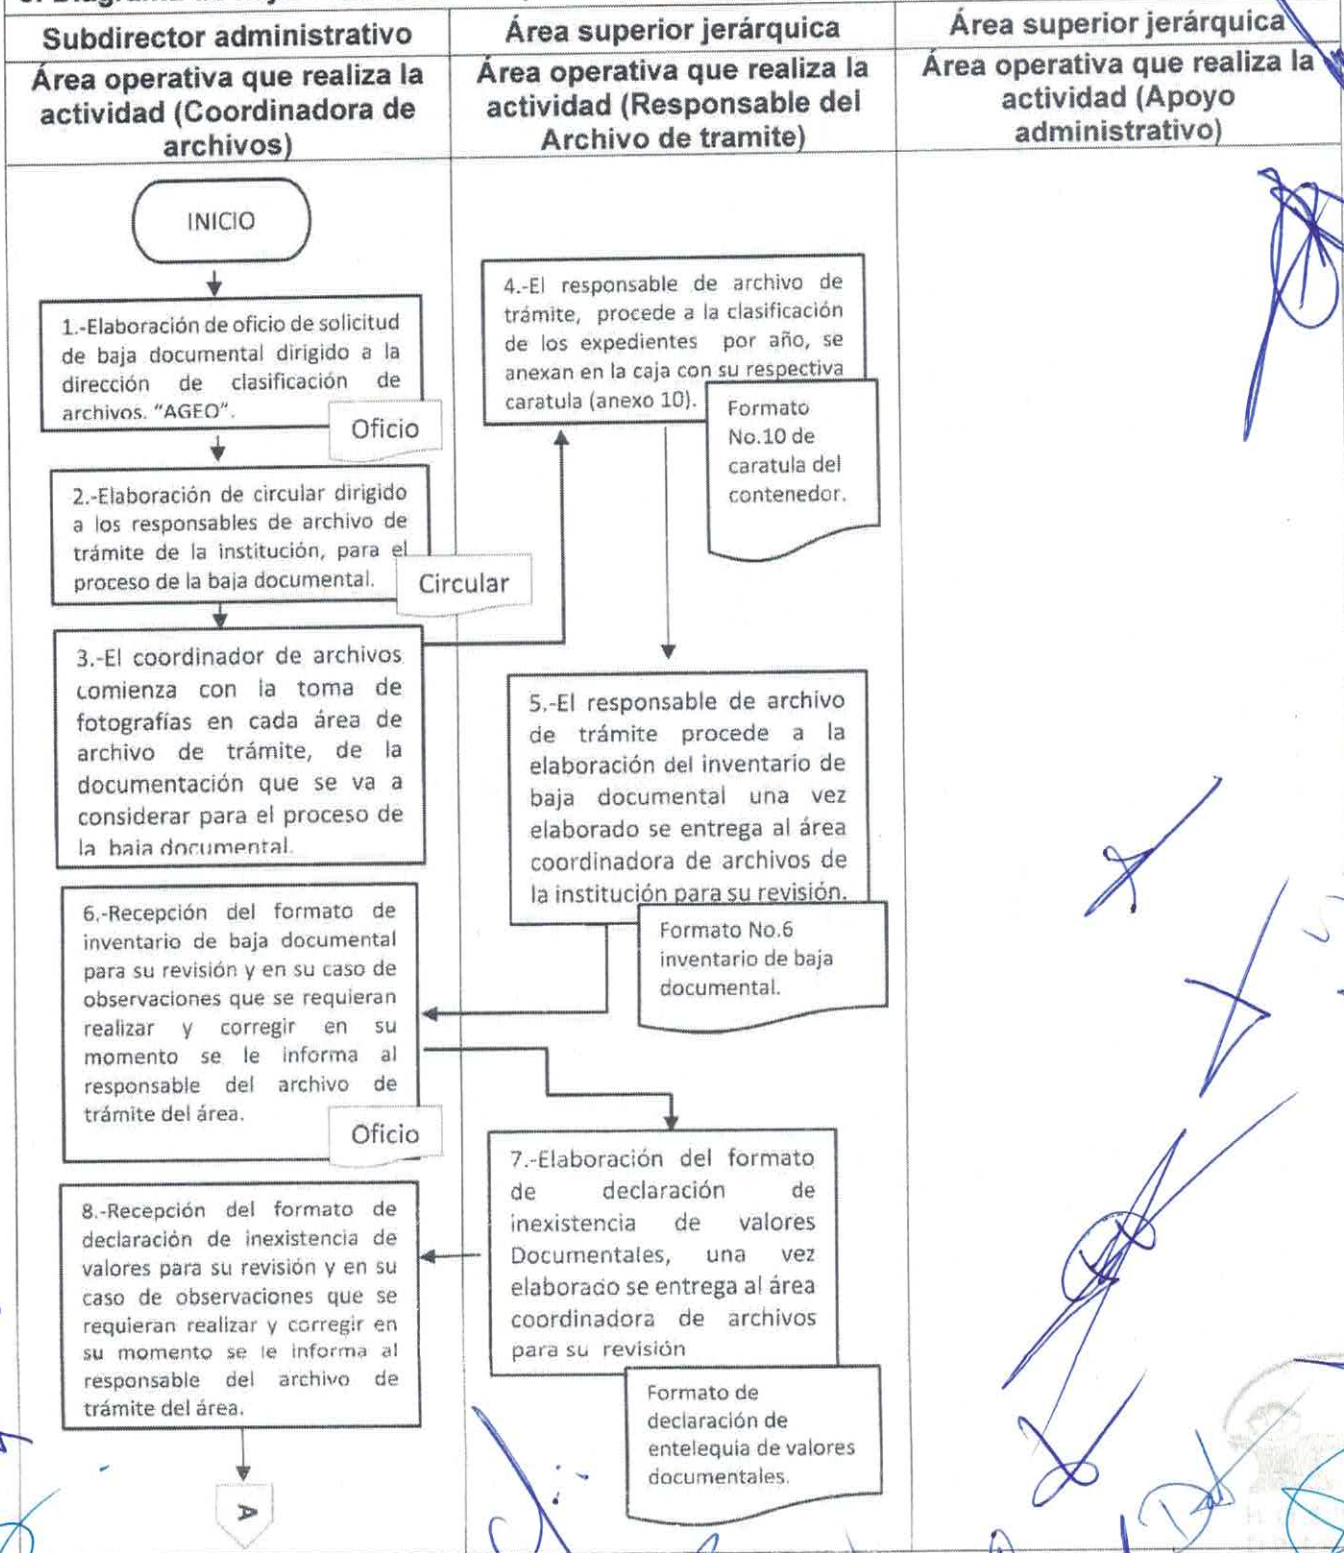 Subdirector administrativo
Área operativa que realiza la
actividad (Coordinadora de
archivos)
Área superior jerárquica
Área operativa que realiza la
actividad (Responsable del
Archivo de tramite)
Área superior jerárquica
Área operativa que realiza la
actividad (Apoyo
administrativo)
INICIO
1.-Elaboración de oficio de solicitud
de baja documental dirigido a la
dirección de clasificación de
archivos. "AGEO".
Oficio
2.-Elaboración de circular dirigido
a los responsables de archivo de
trámite de la institución, para el
proceso de la baja documental.
Circular
3.-El coordinador de archivos
comienza con la toma de
fotografías en cada área de
archivo de trámite, de la
documentación que se va a
considerar para el proceso de
la baja documental.
4.-El responsable de archivo de
trámite, procede a la clasificación
de los expedientes por año, se
anexan en la caja con su respectiva
caratula (anexo 10).
Formato
No.10 de
caratula del
contenedor.
5.-El responsable de archivo
de trámite procede a la
elaboración del inventario de
baja documental una vez
elaborado se entrega al área
coordinadora de archivos de
la institución para su revisión.
Formato No.6
inventario de baja
documental.
6.-Recepción del formato de
inventario de baja documental
para su revisión y en su caso de
observaciones que se requieran
realizar y corregir en su
momento se le informa al
responsable del archivo de
trámite del área.
Oficio
7.-Elaboración del formato
de declaración de
inexistencia de valores
Documentales, una vez
elaborado se entrega al área
coordinadora de archivos
para su revisión
Formato de
declaración de
entelequia de valores
documentales.
8.-Recepción del formato de
declaración de inexistencia de
valores para su revisión y en su
caso de observaciones que se
requieran realizar y corregir en
su momento se le informa al
responsable del archivo de
trámite del área.
A